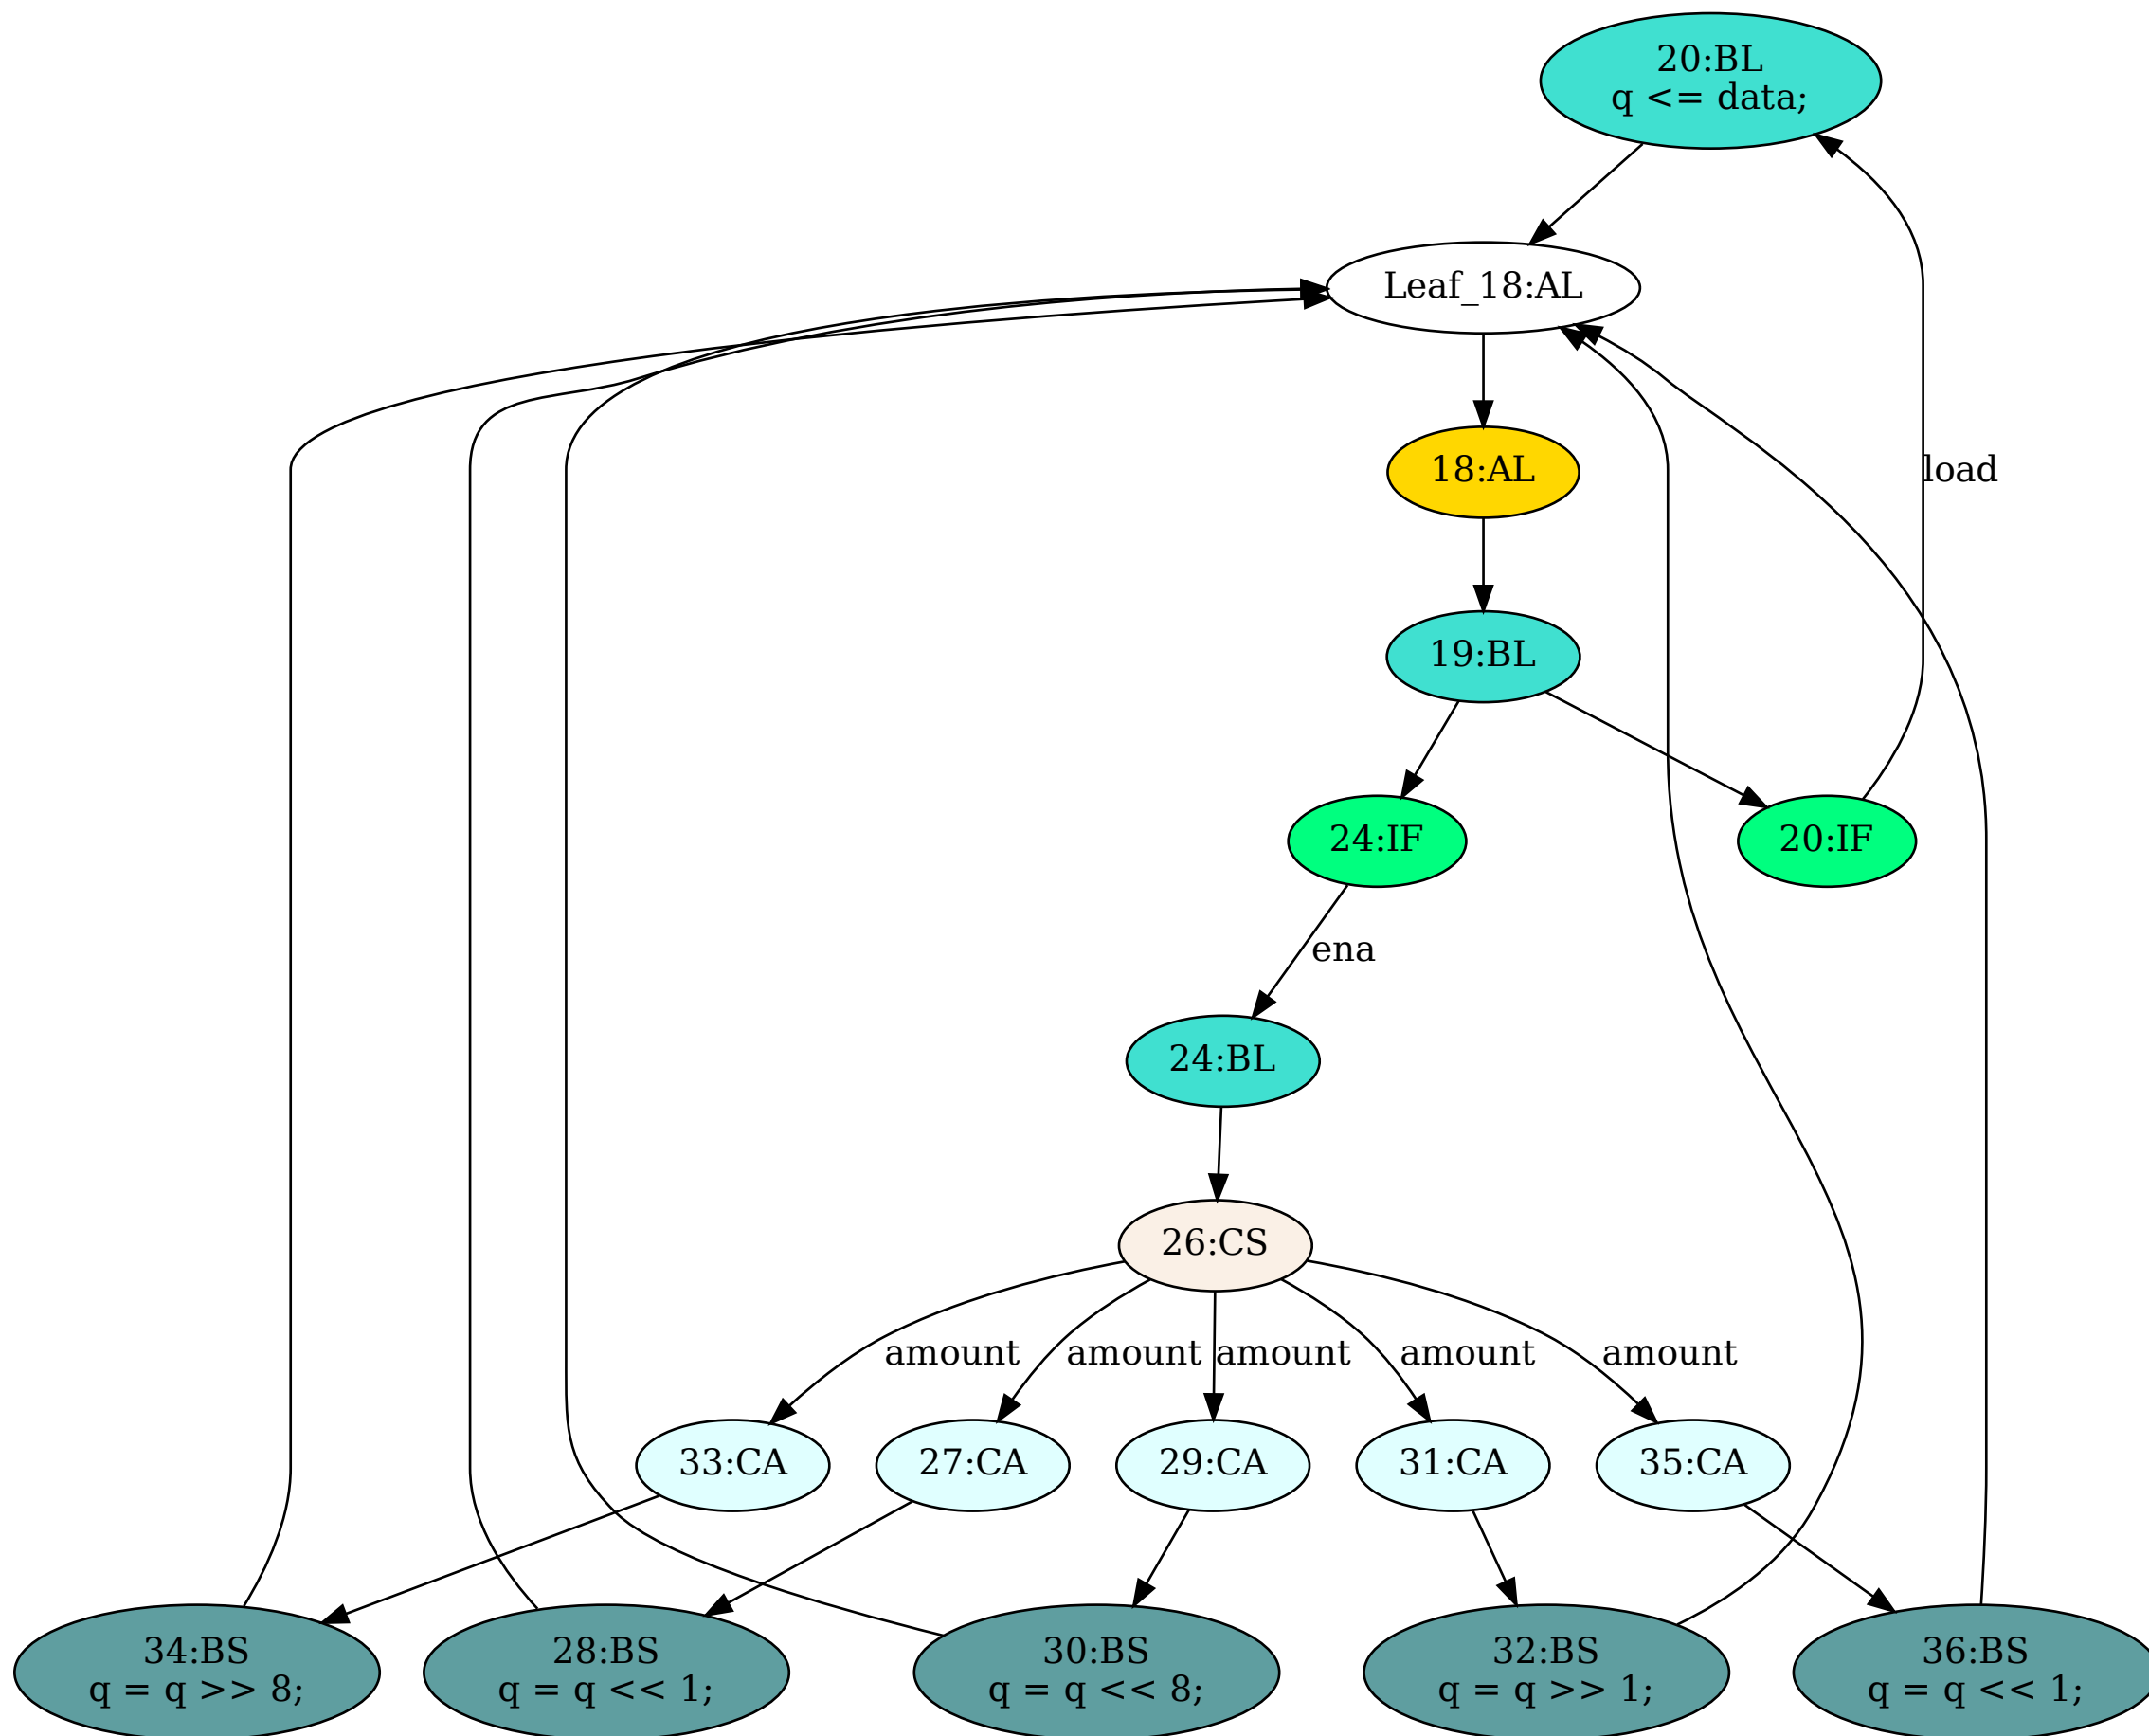 20:BL
q <= data;
Leaf_18:AL
18:AL
load
19:BL
24:IF
20:IF
ena
24:BL
26:CS
amount
amount
amount
amount
amount
33:CA
27:CA
29:CA
31:CA
35:CA
34:BS
q = q >> 8;
28:BS
q = q << 1;
30:BS
q = q << 8;
32:BS
q = q >> 1;
36:BS
q = q << 1;